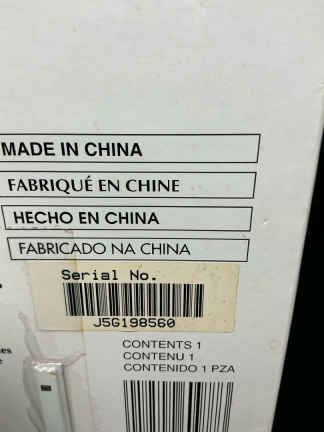 MADE IN CHINA
FABRIQUÉ EN CHINE
HECHO EN CHINA
FABRICADO NA CHINA
Serial No.
J5G198560
CONTENTS 1
CONTENU 1
CONTENIDO 1 PZA